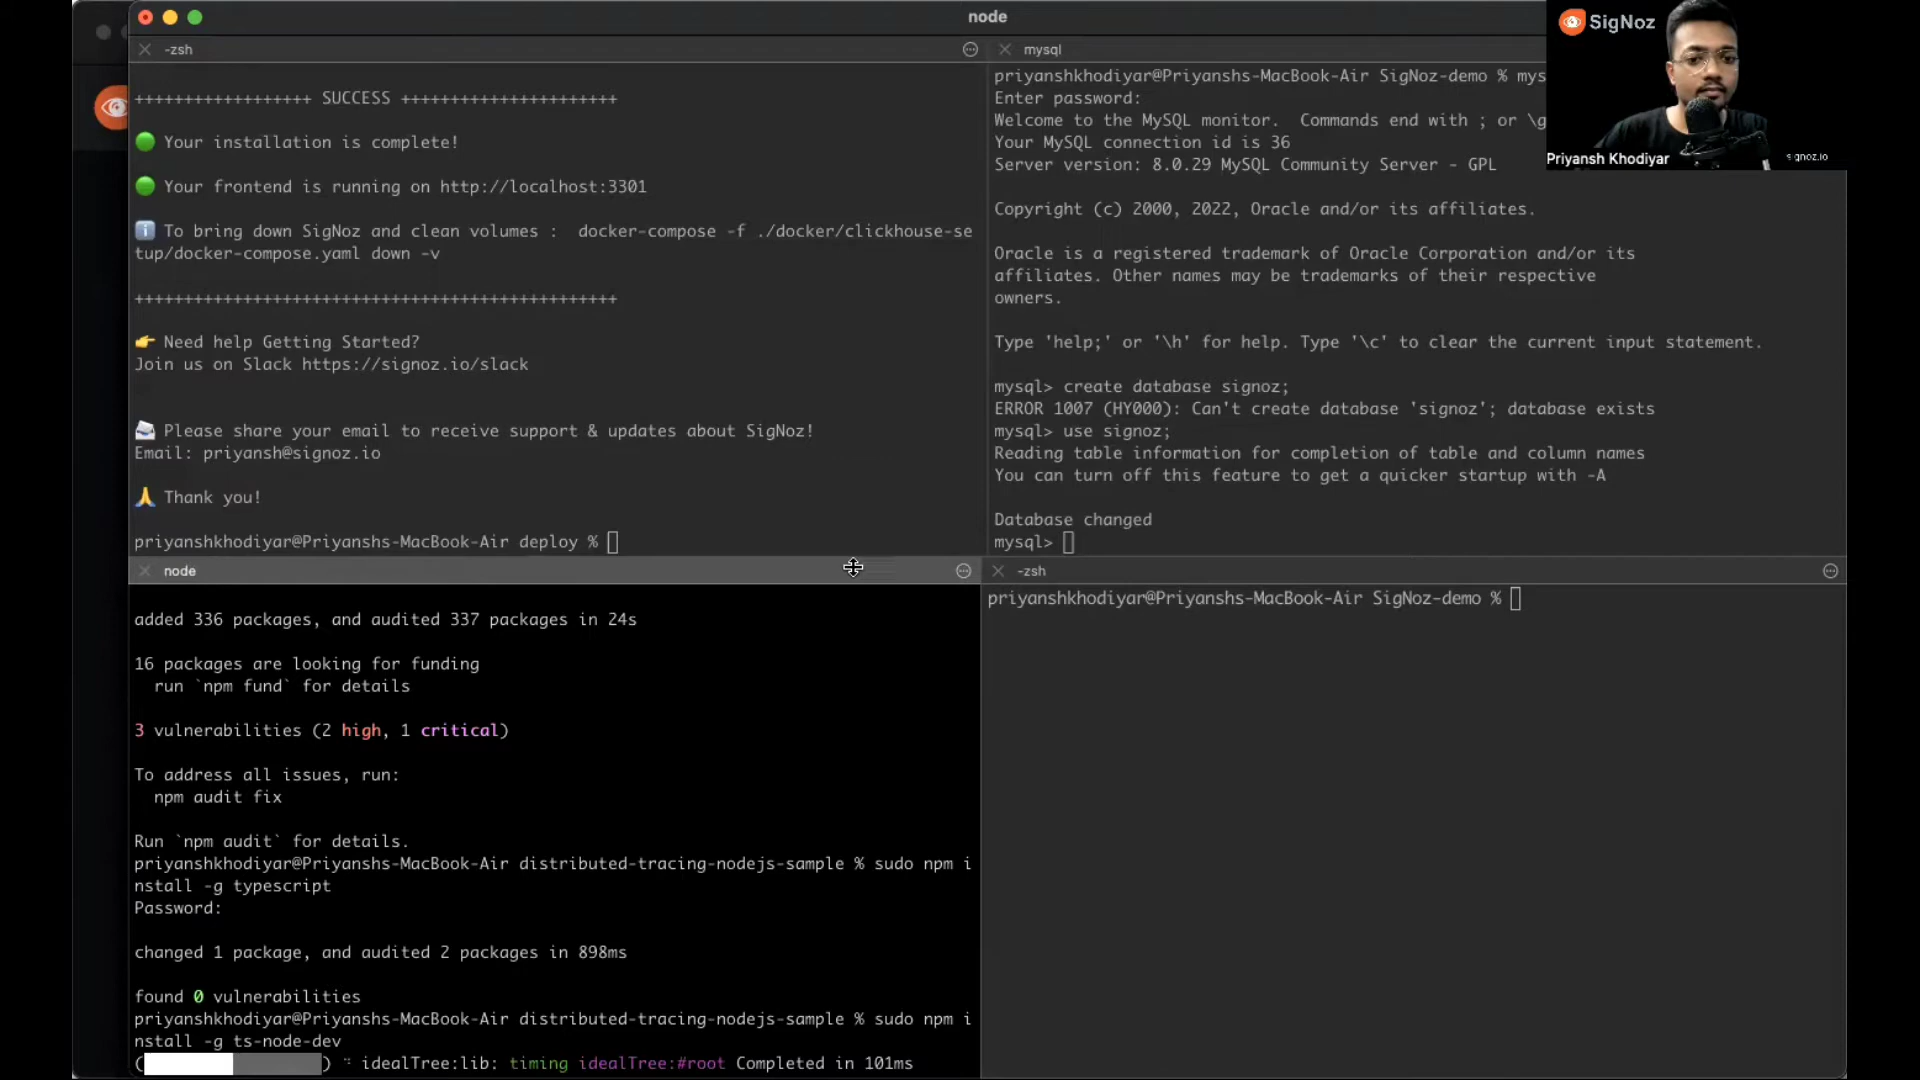 node
-zsh
++++++++++++++++++ SUCCESS ++++++++++++++++++++++
Your installation is complete!
Your frontend is running on http://localhost:3301
To bring down SigNoz and clean volumes :  docker-compose -f ./docker/clickhouse-se
tup/docker-compose.yaml down -v
+++++++++++++++++++++++++++++++++++++++++++++++++
Need help Getting Started?
Join us on Slack https://signoz.io/slack
Please share your email to receive support & updates about SigNoz!
Email: priyansh@signoz.io
Thank you!
priyanshkhodiyar@Priyanshs-MacBook-Air deploy %
mysql
priyanshkhodiyar@Priyanshs-MacBook-Air SigNoz-demo % mys
Enter password:
Welcome to the MySQL monitor.  Commands end with ; or \g
Your MySQL connection id is 36
Server version: 8.0.29 MySQL Community Server - GPL
Copyright (c) 2000, 2022, Oracle and/or its affiliates.
Oracle is a registered trademark of Oracle Corporation and/or its
affiliates. Other names may be trademarks of their respective
owners.
Type 'help;' or '\h' for help. Type '\c' to clear the current input statement.
mysql> create database signoz;
ERROR 1007 (HY000): Can't create database 'signoz'; database exists
mysql> use signoz;
Reading table information for completion of table and column names
You can turn off this feature to get a quicker startup with -A
Database changed
mysql>
SigNoz
Priyansh Khodiyar
node
added 336 packages, and audited 337 packages in 24s
16 packages are looking for funding
run `npm fund` for details
3 vulnerabilities (2 high, 1 critical)
To address all issues, run:
npm audit fix
Run `npm audit` for details.
priyanshkhodiyar@Priyanshs-MacBook-Air distributed-tracing-nodejs-sample % sudo npm i
nstall -g typescript
Password:
changed 1 package, and audited 2 packages in 898ms
found 0 vulnerabilities
priyanshkhodiyar@Priyanshs-MacBook-Air distributed-tracing-nodejs-sample % sudo npm i
nstall -g ts-node-dev
idealTree:lib: timing idealTree:#root Completed in 101ms
-zsh
priyanshkhodiyar@Priyanshs-MacBook-Air SigNoz-demo %